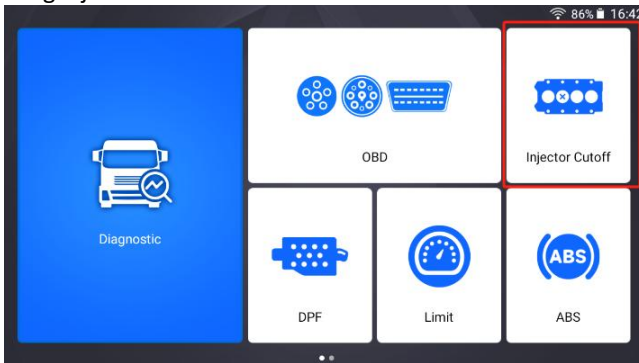 86% 16:42
OBD
Injector Cutoff
Diagnostic
DPF
Limit
ABS
ABS